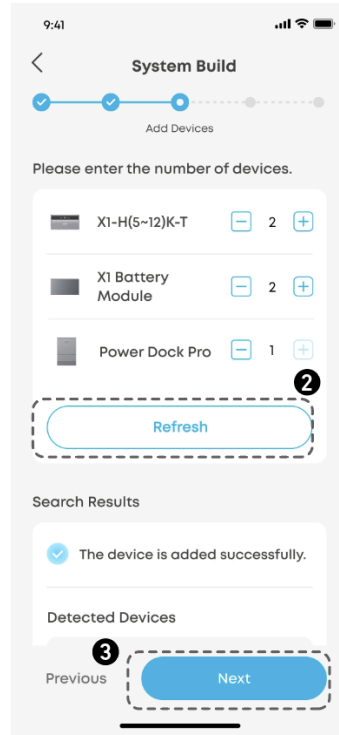 9:41
System Build
Add Devices
Please enter the number of devices.
X1-H(5~12)K-T 2
X1 Battery
Module 2
Power Dock Pro 1
2
Refresh
Search Results
The device is added successfully.
Detected Devices
3
Previous Next